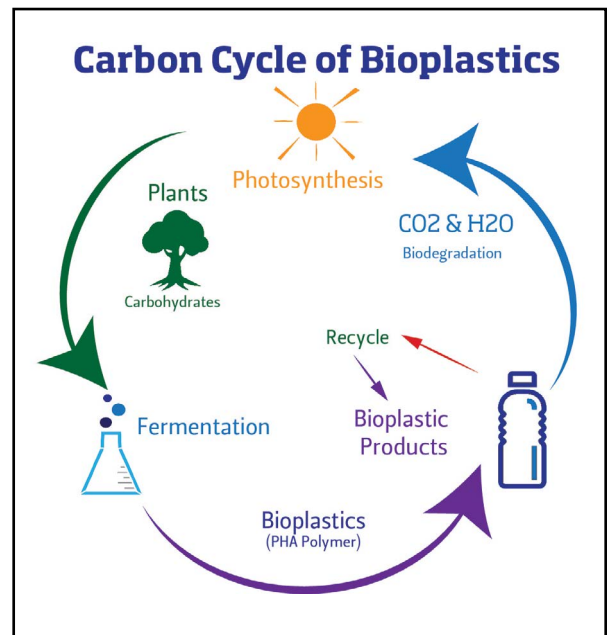 Carbon Cycle of Bioplastics
Photosynthesis
Plants
Carbohydrates
CO2 & H2O
Biodegradation
Recycle
Bioplastic
Products
Fermentation
Bioplastics
(PHA Polymer)